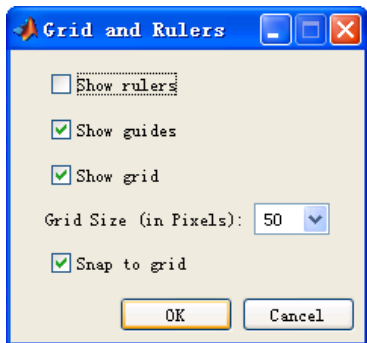 Grid and Rulers
Show rulers
Show guides
Show grid
Grid Size (in Pixels): 50
Snap to grid
OK Cancel